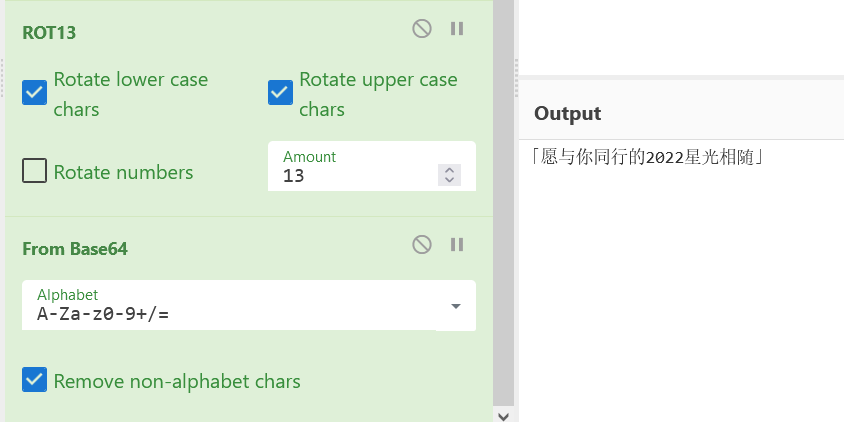 ROT13
Rotate lower case
chars
Rotate upper case
chars
Rotate numbers
Amount
13
From Base64
Alphabet
A-Za-z0-9+/=
Remove non-alphabet chars
Output
「愿与你同行的2022星光相随」